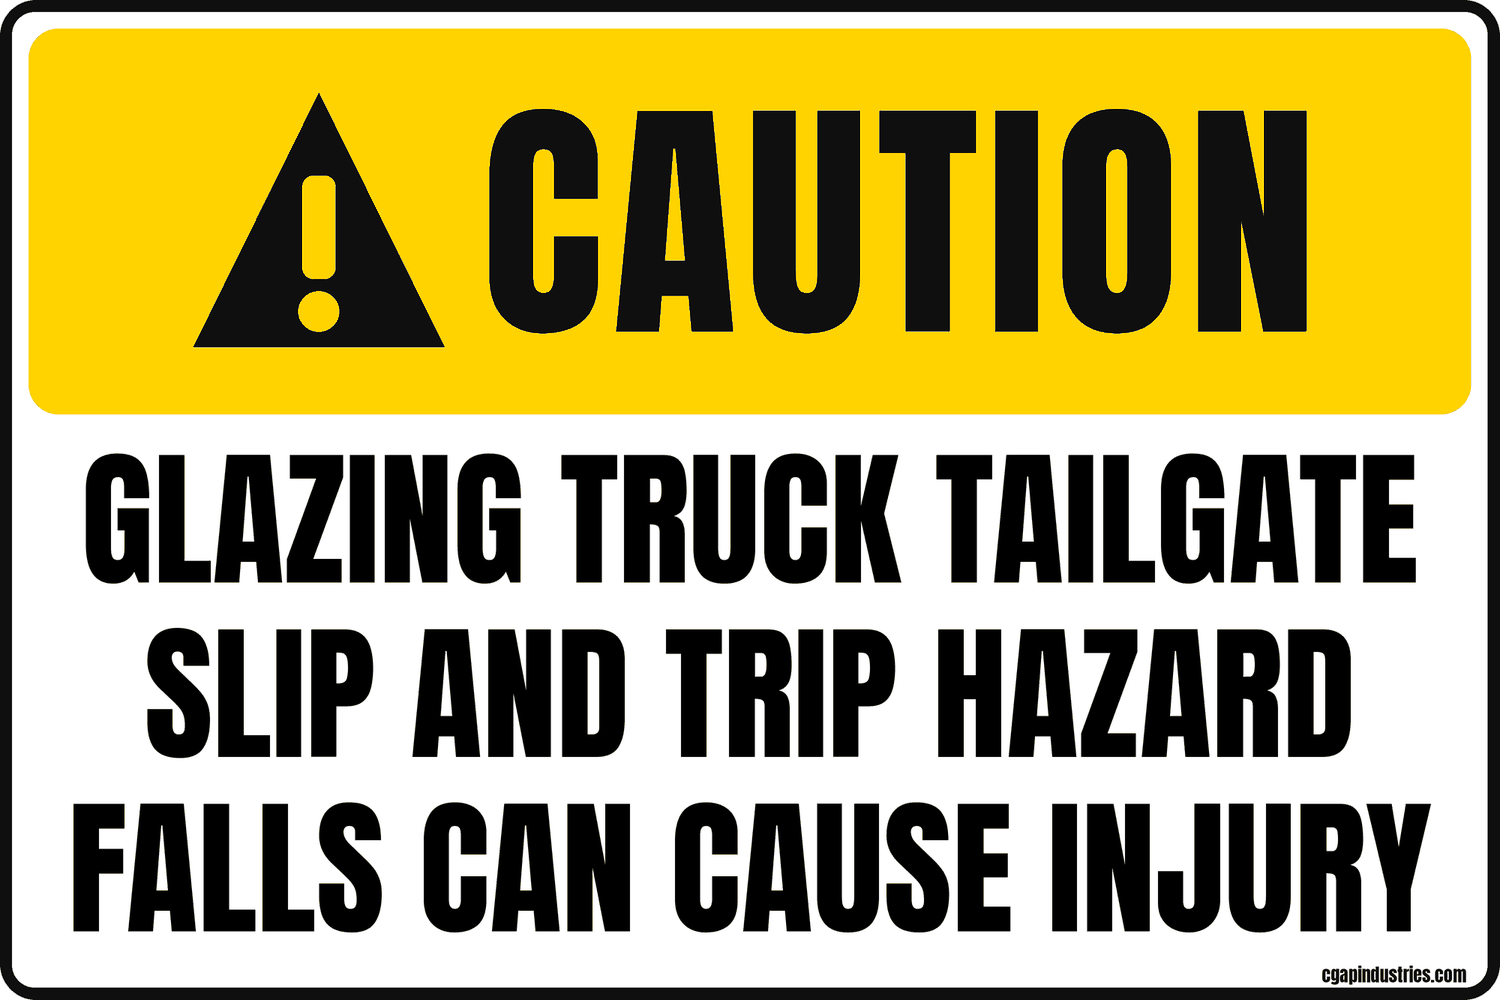 CAUTION
GLAZING TRUCK TAILGATE
SLIP AND TRIP HAZARD
FALLS CAN CAUSE INJURY
cgapindustries.com